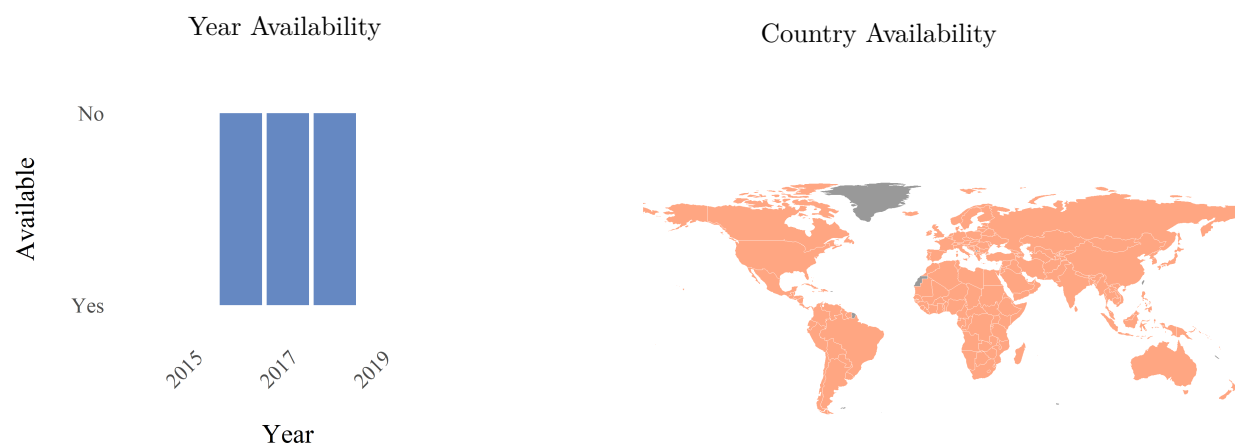 Year Availability
No
Available
Yes
2015
2017
2019
Year
Country Availability